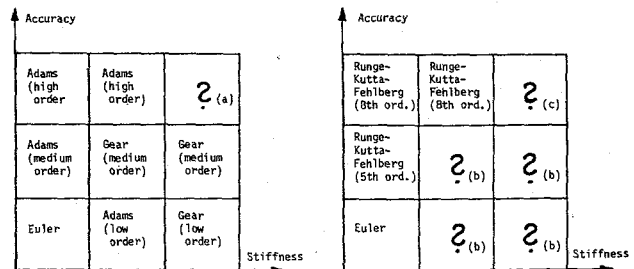 Accuracy
Adams
(high
order
Adams
(high
order)
? (a)
Adams
(medium
order)
Gear
(medium
order)
Gear
(medium
order)
Euler
Adams
(low
order)
Gear
(low
order)
Stiffness
Accuracy
Runge-
Kutta-
Fehlberg
(8th ord.)
Runge-
Kutta-
Fehlberg
(8th ord.)
? (c)
Runge-
Kutta-
Fehlberg
(5th ord.)
? (b)
? (b)
Euler
? (b)
? (b)
Stiffness